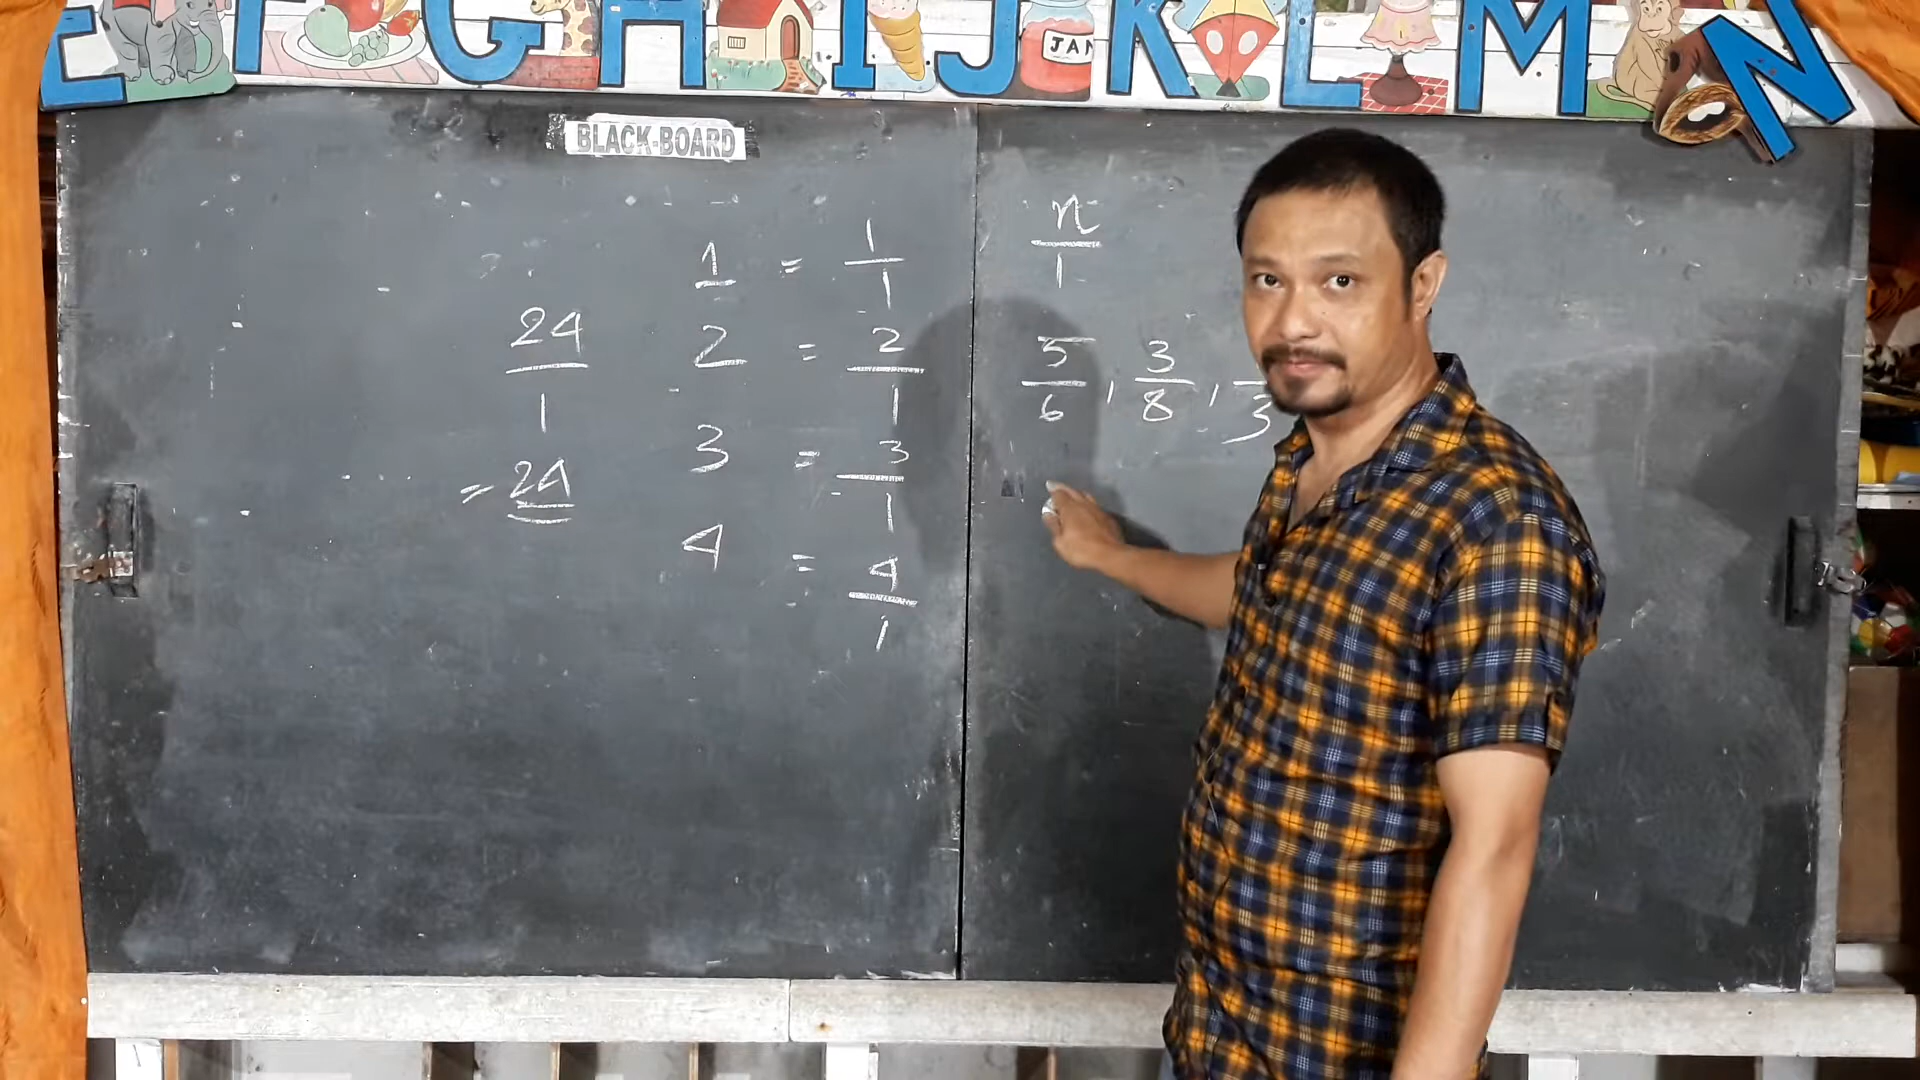 E F G H I J K L M N
JAM
BLACK-BOARD
24/1
= 24
1 = 1/1
2 = 2/1
3 = 3/1
4 = 4/1
n/1
5/6 , 3/8 , /3